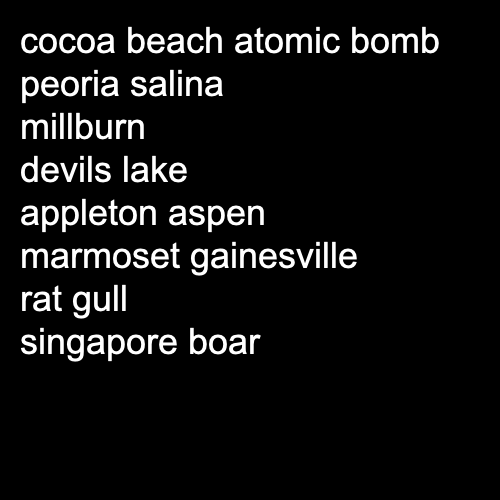 cocoa beach atomic bomb
peoria salina
millburn
devils lake
appleton aspen
marmoset gainesville
rat gull
singapore boar